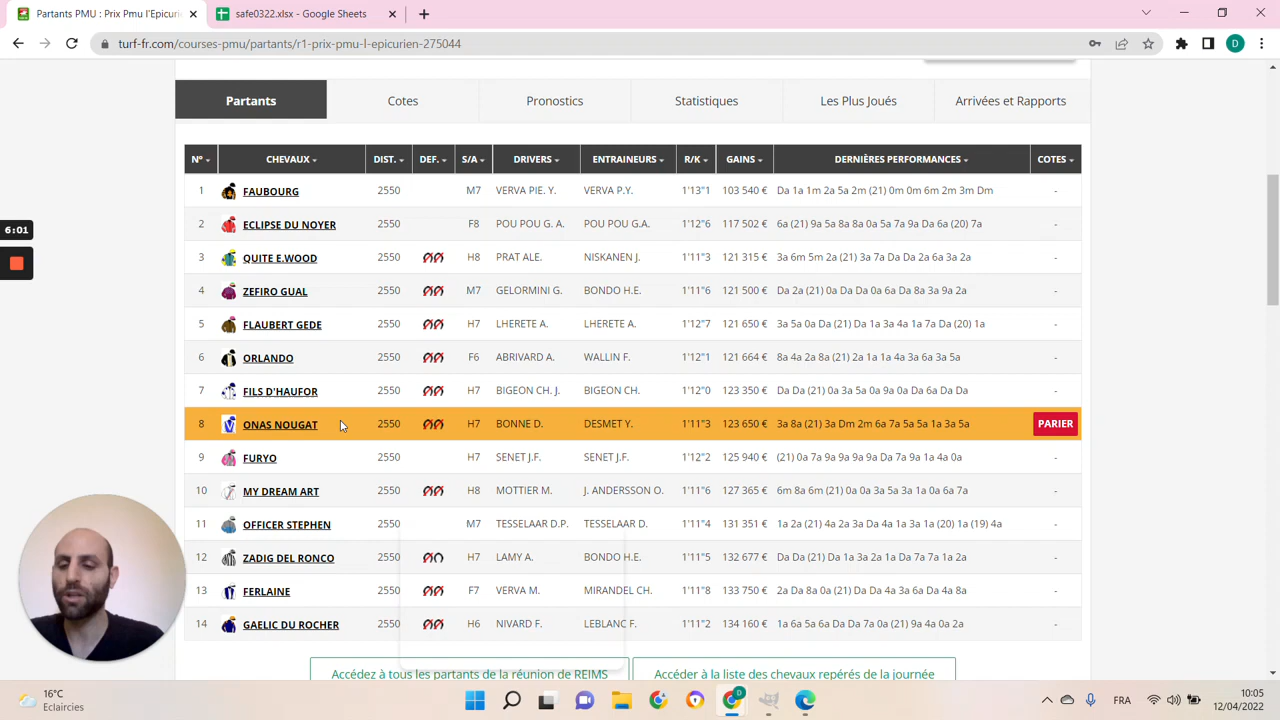 Partants PMU : Prix Pmu l'Epicuri
safe0322.xlsx - Google Sheets
turf-fr.com/courses-pmu/partants/r1-prix-pmu-l-epicurien-275044
D
Partants Cotes Pronostics Statistiques Les Plus Joués Arrivées et Rapports
N° CHEVAUX DIST. DEF. S/A DRIVERS ENTRAINEURS R/K GAINS DERNIÈRES PERFORMANCES COTES
1 FAUBOURG 2550 M7 VERVA PIE. Y. VERVA P.Y. 1'13"1 103 540 € Da 1a 1m 2a 5a 2m (21) 0m 0m 6m 2m 3m Dm -
2 ECLIPSE DU NOYER 2550 F8 POU POU G. A. POU POU G.A. 1'12"6 117 502 € 6a (21) 9a 5a 8a 8a 0a 5a 7a 9a Da 6a (20) 7a -
6:01
3 QUITE E.WOOD 2550 H8 PRAT ALE. NISKANEN J. 1'11"3 121 315 € 3a 6m 5m 2a (21) 3a 7a Da Da 2a 6a 3a 2a -
4 ZEFIRO GUAL 2550 M7 GELORMINI G. BONDO H.E. 1'11"6 121 500 € Da 2a (21) 0a Da Da 0a 6a Da 8a 3a 9a 2a -
5 FLAUBERT GEDE 2550 H7 LHERETE A. LHERETE A. 1'12"7 121 650 € 3a 5a 0a Da (21) Da 1a 3a 4a 1a 7a Da (20) 1a -
6 ORLANDO 2550 F6 ABRIVARD A. WALLIN F. 1'12"1 121 664 € 8a 4a 2a 8a (21) 2a 1a 1a 4a 3a 6a 3a 5a -
7 FILS D'HAUFOR 2550 H7 BIGEON CH. J. BIGEON CH. 1'12"0 123 350 € Da Da (21) 0a 3a 5a 0a 9a 0a Da 6a Da Da -
8 ONAS NOUGAT 2550 H7 BONNE D. DESMET Y. 1'11"3 123 650 € 3a 8a (21) 3a Dm 2m 6a 7a 5a 5a 1a 3a 5a PARIER
9 FURYO 2550 H7 SENET J.F. SENET J.F. 1'12"2 125 940 € (21) 0a 7a 9a 9a 9a 9a Da 7a 9a 1a 4a 0a -
10 MY DREAM ART 2550 H8 MOTTIER M. J. ANDERSSON O. 1'11"6 127 365 € 6m 8a 6m (21) 0a 0a 3a 5a 3a 1a 0a 6a 7a -
11 OFFICER STEPHEN 2550 M7 TESSELAAR D.P. TESSELAAR D. 1'11"4 131 351 € 1a 2a (21) 4a 2a 3a Da 4a 1a 3a 1a (20) 1a (19) 4a -
12 ZADIG DEL RONCO 2550 H7 LAMY A. BONDO H.E. 1'11"5 132 677 € Da Da (21) Da 1a 3a 2a 1a Da 7a 7a 1a 2a -
13 FERLAINE 2550 F7 VERVA M. MIRANDEL CH. 1'11"8 133 750 € 2a Da 8a 0a (21) Da Da 4a 3a 6a Da 4a 8a -
14 GAELIC DU ROCHER 2550 H6 NIVARD F. LEBLANC F. 1'11"2 134 160 € 1a 6a 5a 6a Da Da 7a 0a (21) 9a 4a 0a 2a -
Accédez à tous les partants de la réunion de REIMS
Accéder à la liste des chevaux repérés de la journée
16°C
Eclaircies
D
FRA
10:05
12/04/2022